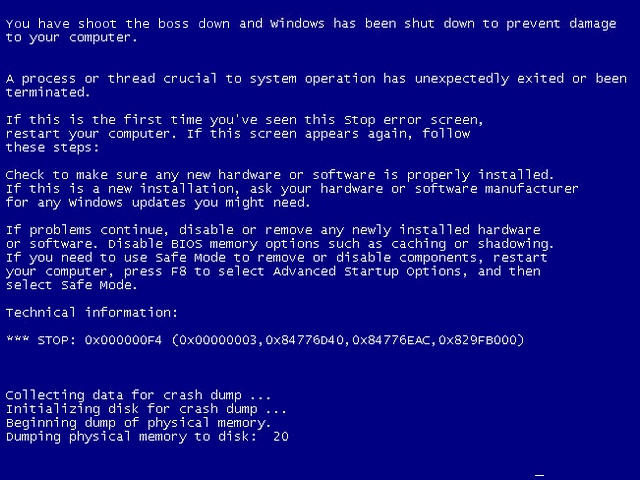 You have shoot the boss down and Windows has been shut down to prevent damage
to your computer.
A process or thread crucial to system operation has unexpectedly exited or been
terminated.
If this is the first time you've seen this Stop error screen,
restart your computer. If this screen appears again, follow
these steps:
Check to make sure any new hardware or software is properly installed.
If this is a new installation, ask your hardware or software manufacturer
for any Windows updates you might need.
If problems continue, disable or remove any newly installed hardware
or software. Disable BIOS memory options such as caching or shadowing.
If you need to use Safe Mode to remove or disable components, restart
your computer, press F8 to select Advanced Startup Options, and then
select Safe Mode.
Technical information:
*** STOP: 0x000000F4 (0x00000003,0x84776D40,0x84776EAC,0x829FB000)
Collecting data for crash dump ...
Initializing disk for crash dump ...
Beginning dump of physical memory.
Dumping physical memory to disk:  20
_